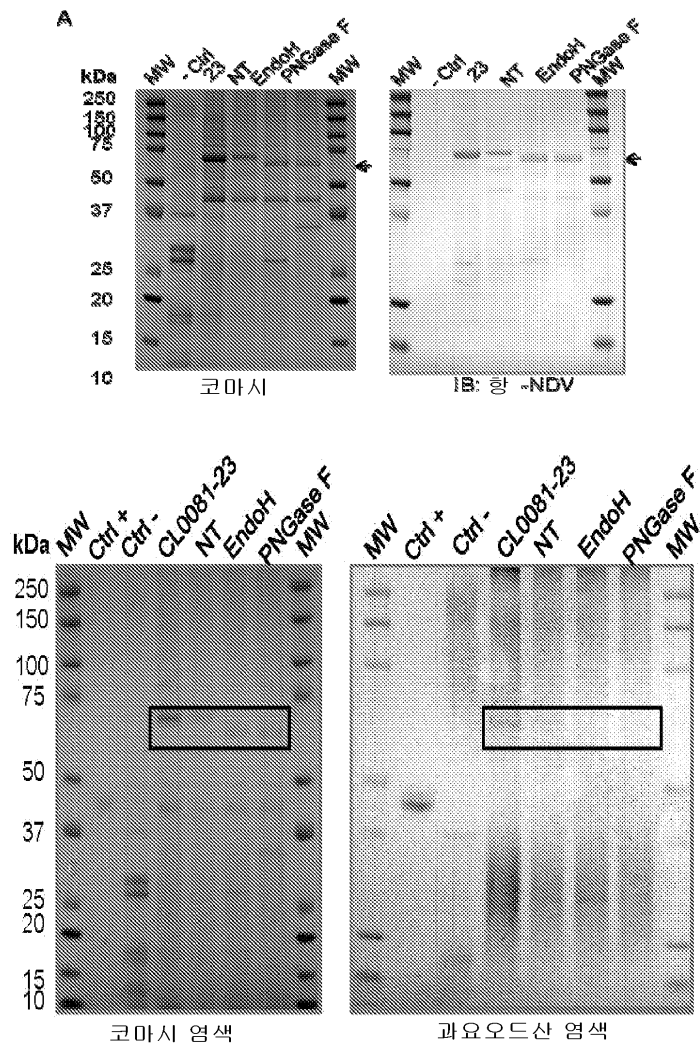 A
kDa MW - Ctrl 23 NT EndoH PNGase F MW
250
150
100
75
50
37
25
20
15
10
코마시
MW - Ctrl 23 NT EndoH PNGase F MW
IB: 항 -NDV
kDa MW Ctrl + Ctrl - CL0081-23 NT EndoH PNGase F MW
250
150
100
75
50
37
25
20
15
10
코마시 염색
MW Ctrl + Ctrl - CL0081-23 NT EndoH PNGase F MW
과요오드산 염색